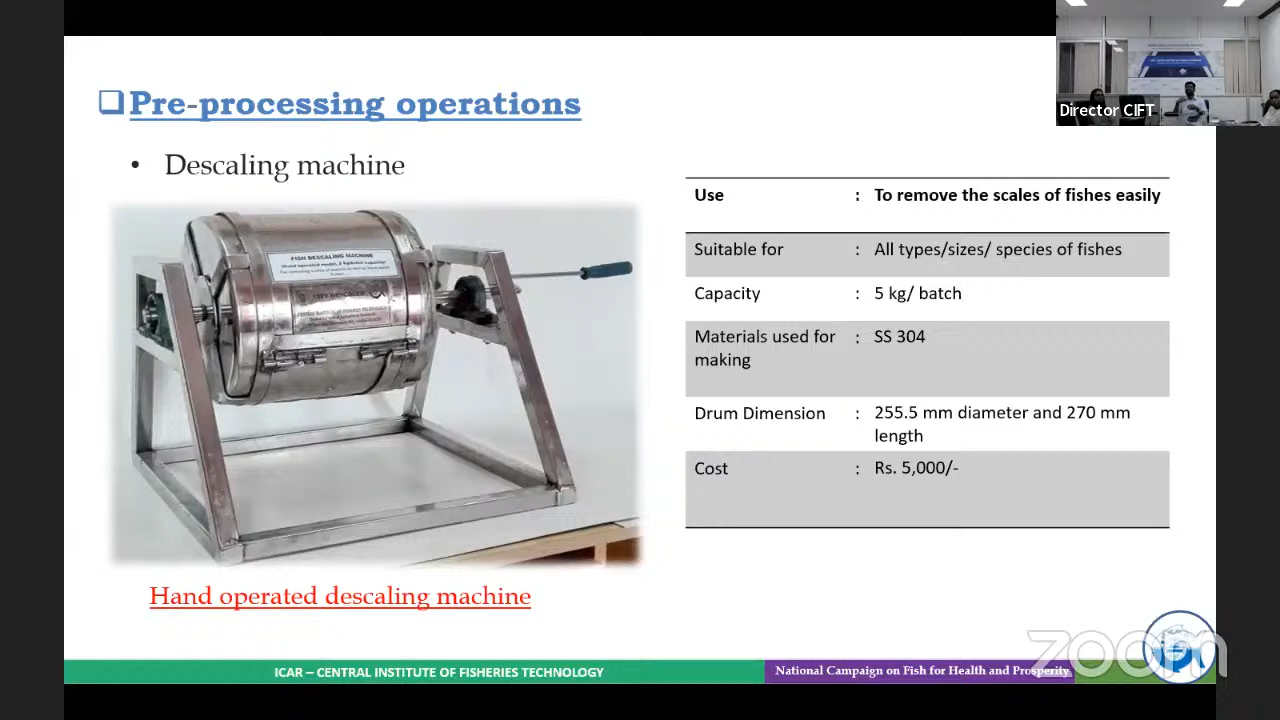 Pre-processing operations
• Descaling machine
FISH DESCALING MACHINE
Use : To remove the scales of fishes easily
Suitable for : All types/sizes/ species of fishes
Capacity : 5 kg/ batch
Materials used for : SS 304
making
Drum Dimension : 255.5 mm diameter and 270 mm
length
Cost : Rs. 5,000/-
Hand operated descaling machine
ICAR – CENTRAL INSTITUTE OF FISHERIES TECHNOLOGY
National Campaign on Fish for Health and Prosperity
zoom
Director CIFT